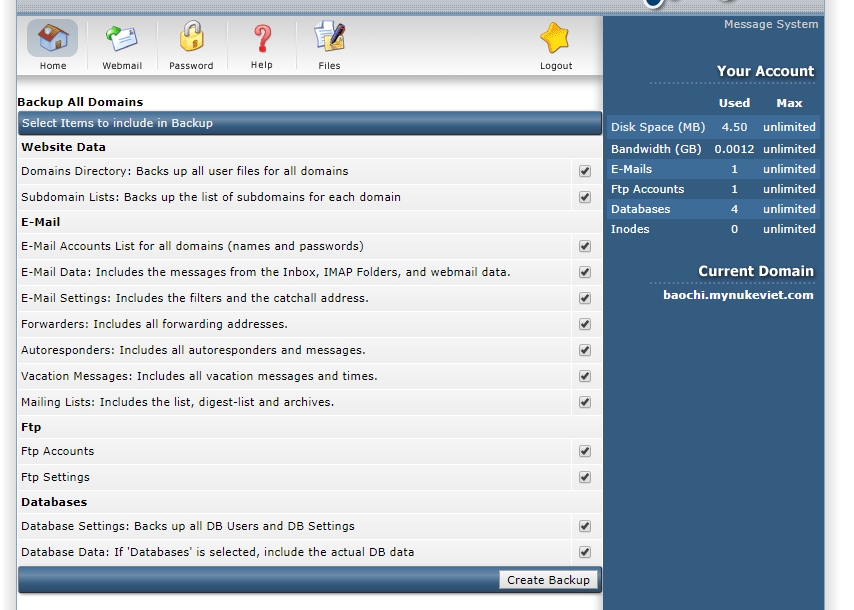 Message System
Home
Webmail
Password
Help
Files
Logout
Backup All Domains
Select Items to include in Backup
Website Data
Domains Directory: Backs up all user files for all domains
Subdomain Lists: Backs up the list of subdomains for each domain
E-Mail
E-Mail Accounts List for all domains (names and passwords)
E-Mail Data: Includes the messages from the Inbox, IMAP Folders, and webmail data.
E-Mail Settings: Includes the filters and the catchall address.
Forwarders: Includes all forwarding addresses.
Autoresponders: Includes all autoresponders and messages.
Vacation Messages: Includes all vacation messages and times.
Mailing Lists: Includes the list, digest-list and archives.
Ftp
Ftp Accounts
Ftp Settings
Databases
Database Settings: Backs up all DB Users and DB Settings
Database Data: If 'Databases' is selected, include the actual DB data
Create Backup
Your Account
Used Max
Disk Space (MB) 4.50 unlimited
Bandwidth (GB) 0.0012 unlimited
E-Mails 1 unlimited
Ftp Accounts 1 unlimited
Databases 4 unlimited
Inodes 0 unlimited
Current Domain
baochi.mynukeviet.com